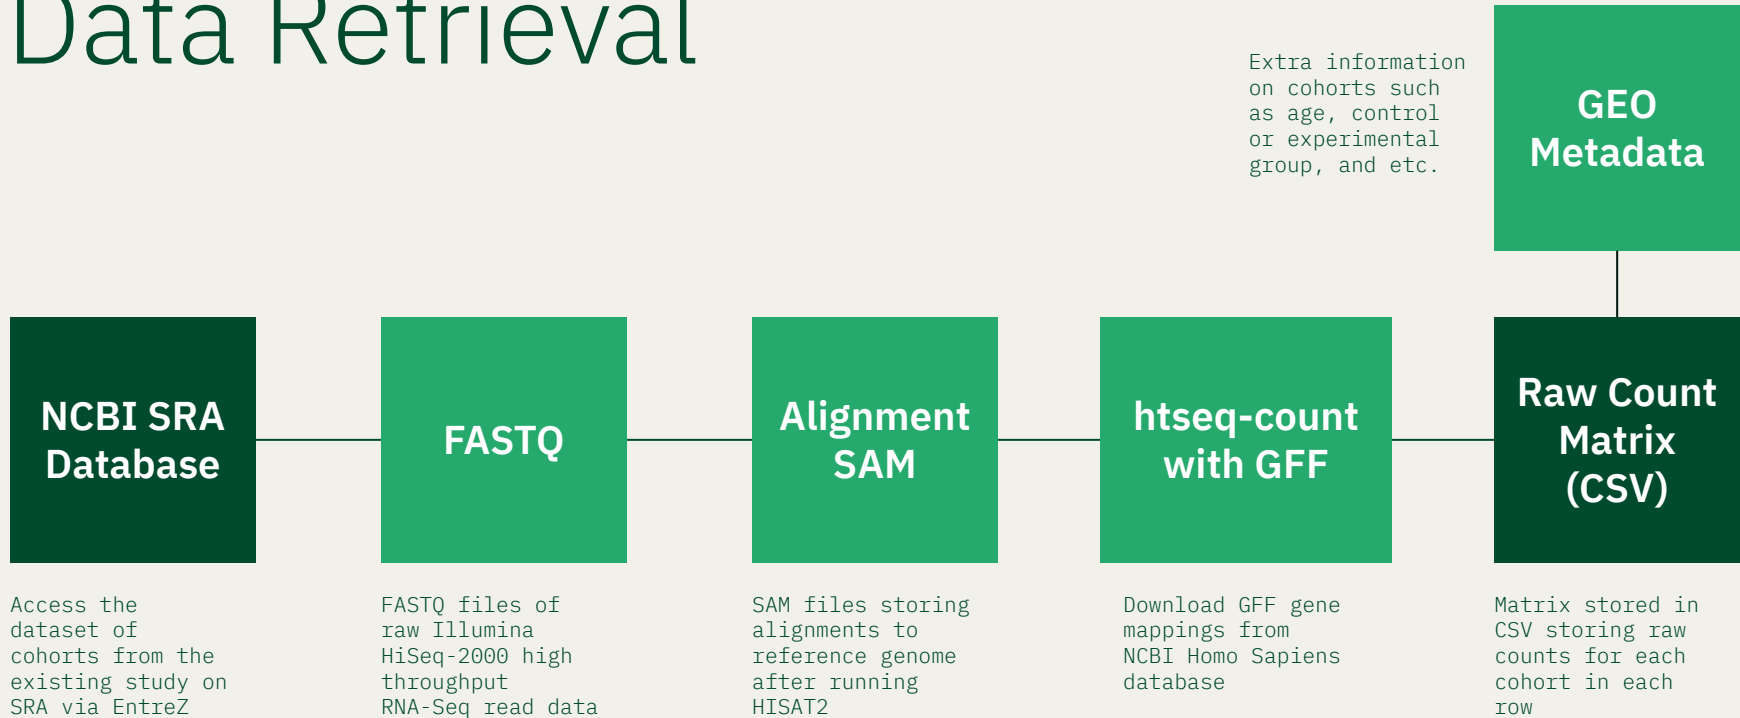 Data Retrieval
Extra information
on cohorts such
as age, control
or experimental
group, and etc.
GEO
Metadata
NCBI SRA
Database
FASTQ
Alignment
SAM
htseq-count
with GFF
Raw Count
Matrix
(CSV)
Access the
dataset of
cohorts from the
existing study on
SRA via EntreZ
FASTQ files of
raw Illumina
HiSeq-2000 high
throughput
RNA-Seq read data
SAM files storing
alignments to
reference genome
after running
HISAT2
Download GFF gene
mappings from
NCBI Homo Sapiens
database
Matrix stored in
CSV storing raw
counts for each
cohort in each
row